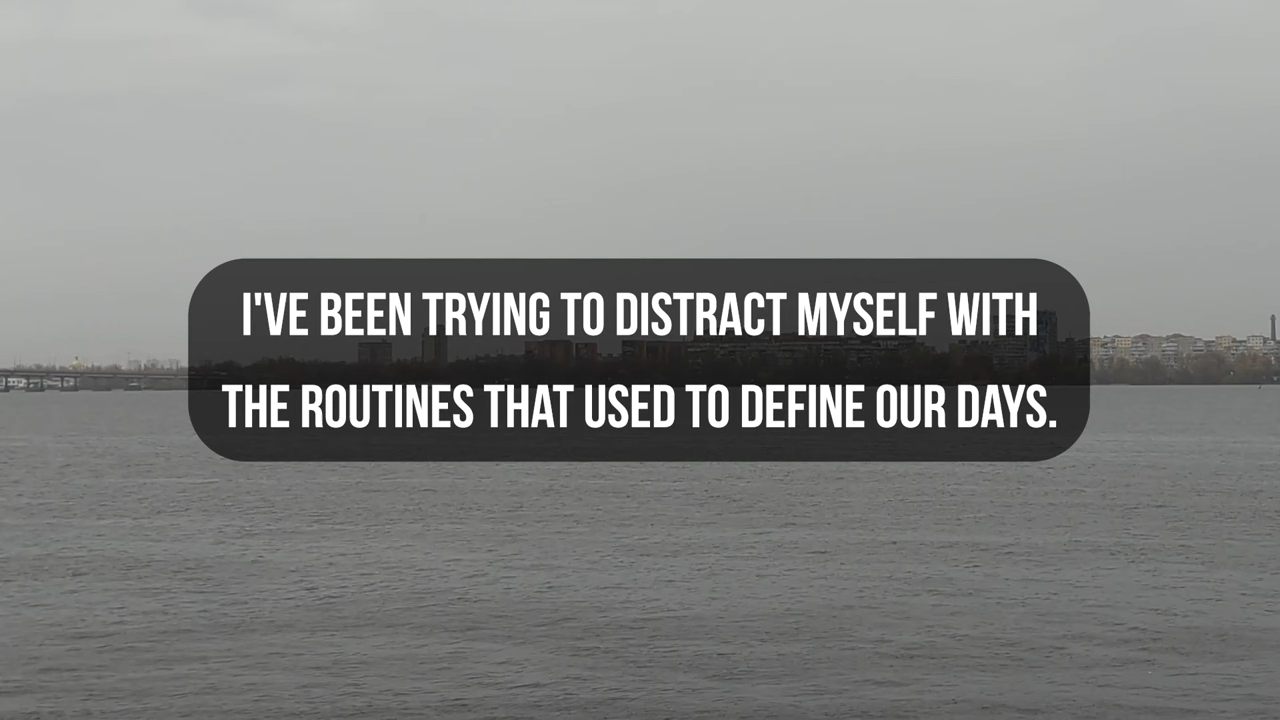 I'VE BEEN TRYING TO DISTRACT MYSELF WITH
THE ROUTINES THAT USED TO DEFINE OUR DAYS.